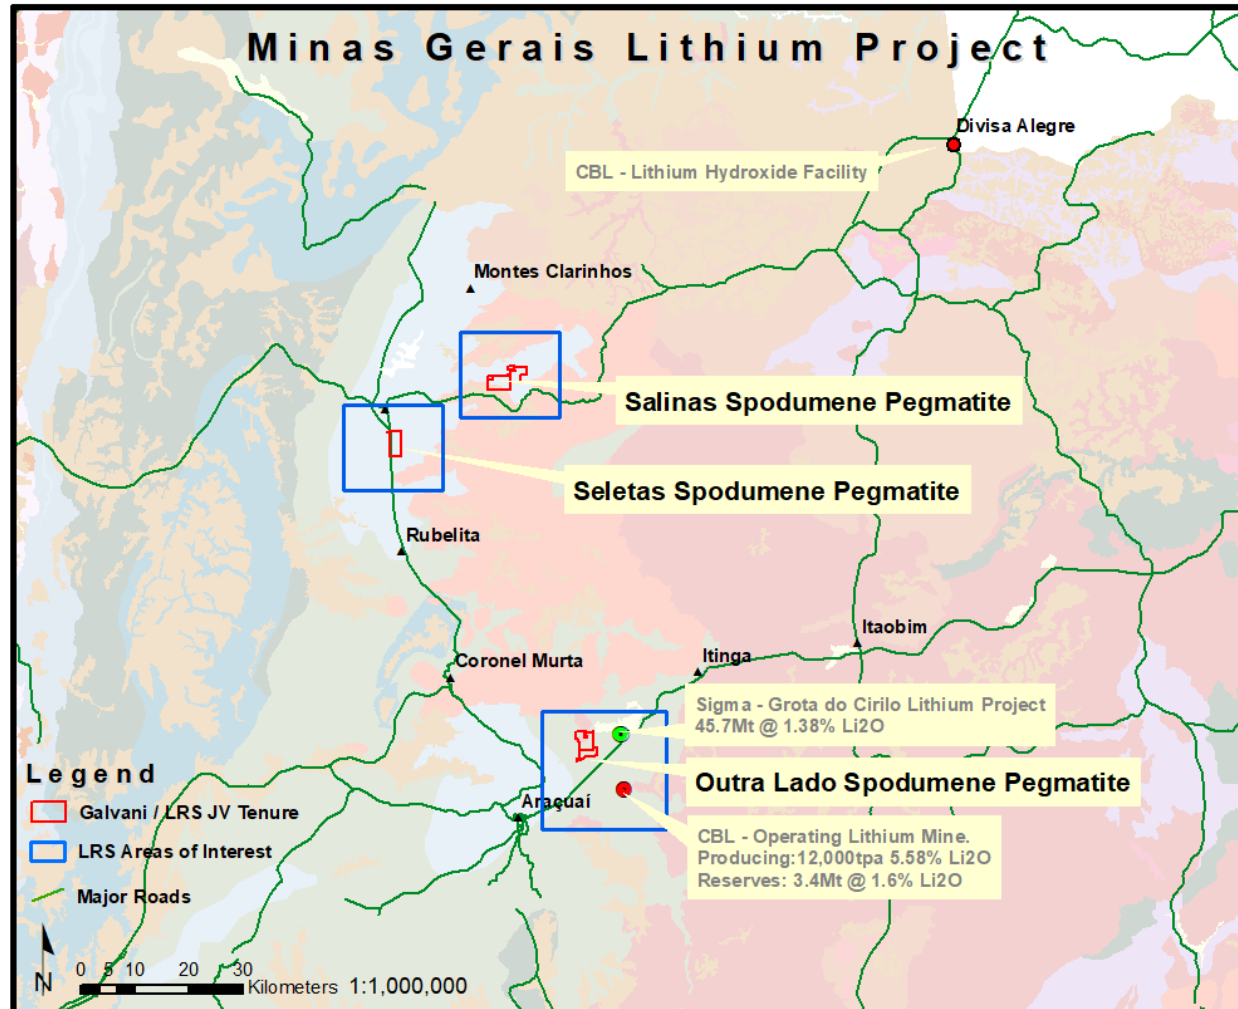 Minas Gerais Lithium Project
Divisa Alegre
CBL - Lithium Hydroxide Facility
Montes Clarinhos
Salinas Spodumene Pegmatite
Seletas Spodumene Pegmatite
Rubelita
Itaobim
Itinga
Coronel Murta
Sigma - Grota do Cirilo Lithium Project
45.7Mt @ 1.38% Li2O
Outra Lado Spodumene Pegmatite
Araçuaí
CBL - Operating Lithium Mine.
Producing:12,000tpa 5.58% Li2O
Reserves: 3.4Mt @ 1.6% Li2O
Legend
Galvani / LRS JV Tenure
LRS Areas of Interest
Major Roads
N
0 5 10 20 30
Kilometers 1:1,000,000